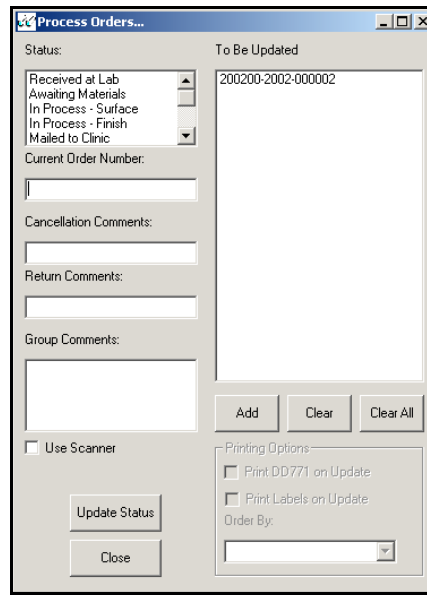 Process Orders...
Status:
Received at Lab
Awaiting Materials
In Process - Surface
In Process - Finish
Mailed to Clinic
Current Order Number:
Cancellation Comments:
Return Comments:
Group Comments:
Use Scanner
Update Status
Close
To Be Updated
200200-2002-000002
Add
Clear
Clear All
Printing Options
Print DD771 on Update
Print Labels on Update
Order By: